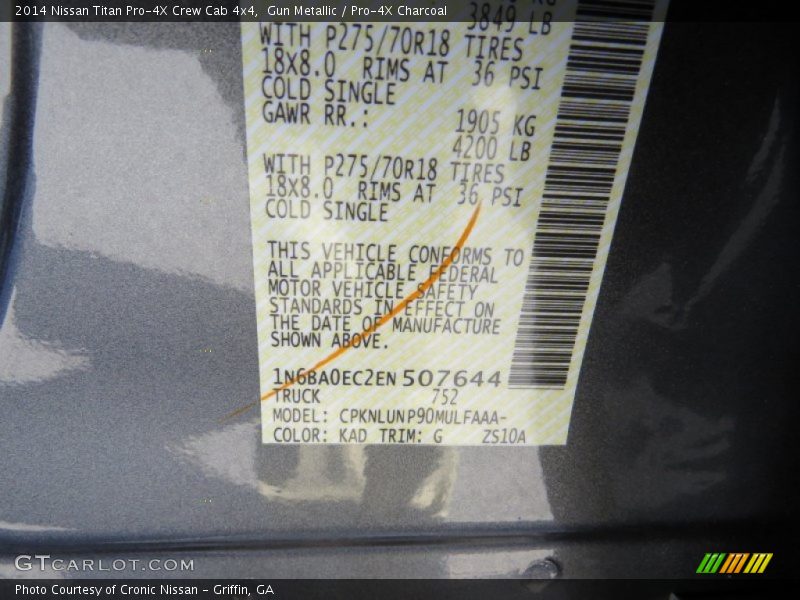 2014 Nissan Titan Pro-4X Crew Cab 4x4,  Gun Metallic / Pro-4X Charcoal
3849 LB
WITH P275/70R18 TIRES
18X8.0 RIMS AT 36 PSI
COLD SINGLE
GAWR RR.: 1905 KG
4200 LB
WITH P275/70R18 TIRES
18X8.0 RIMS AT 36 PSI
COLD SINGLE
THIS VEHICLE CONFORMS TO
ALL APPLICABLE FEDERAL
MOTOR VEHICLE SAFETY
STANDARDS IN EFFECT ON
THE DATE OF MANUFACTURE
SHOWN ABOVE.
1N6BA0EC2EN507644
TRUCK 752
MODEL: CPKNLUNP90MULFAAA-
COLOR: KAD TRIM: G ZS10A
GTCARLOT.COM
Photo Courtesy of Cronic Nissan - Griffin, GA